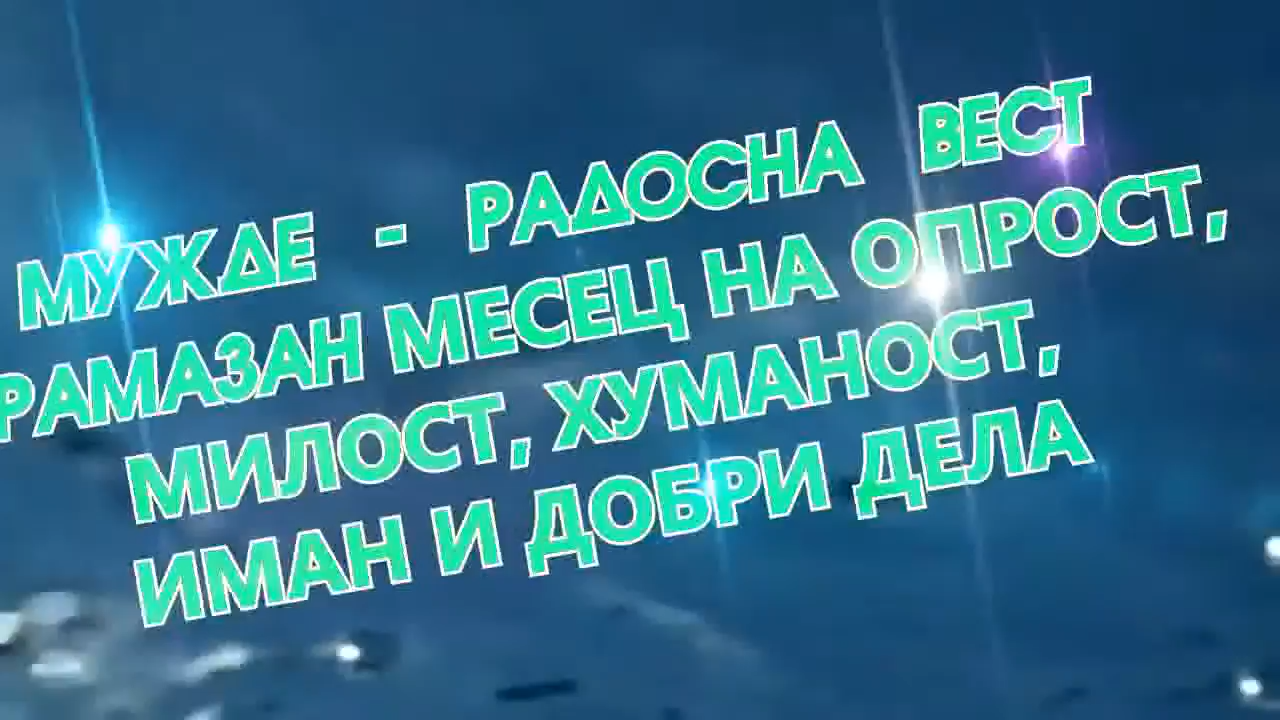 МУЖДЕ - РАДОСНА ВЕСТ
РАМАЗАН МЕСЕЦ НА ОПРОСТ,
МИЛОСТ, ХУМАНОСТ,
ИМАН И ДОБРИ ДЕЛА